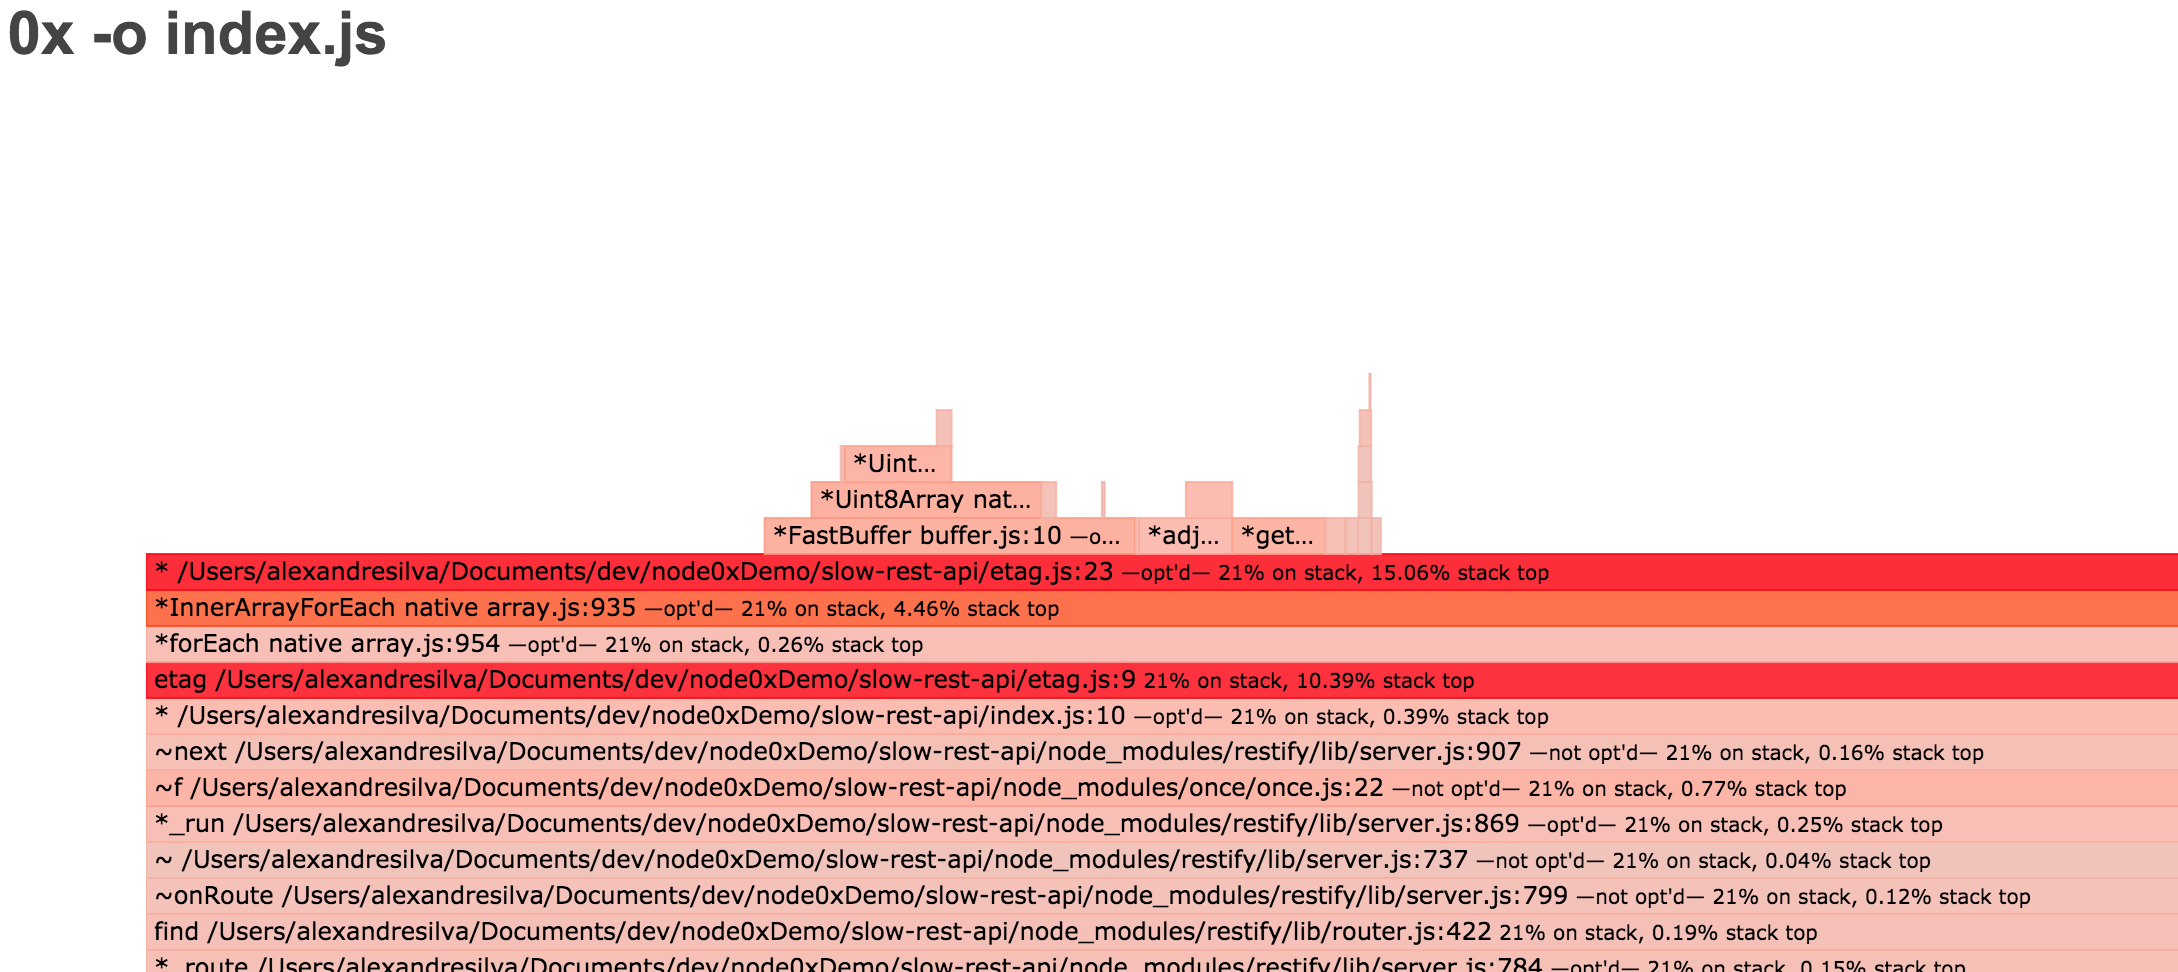 0x -o index.js
*Uint...
*Uint8Array nat...
*FastBuffer buffer.js:10 —o... *adj... *get...
* /Users/alexandresilva/Documents/dev/node0xDemo/slow-rest-api/etag.js:23 —opt'd— 21% on stack, 15.06% stack top
*InnerArrayForEach native array.js:935 —opt'd— 21% on stack, 4.46% stack top
*forEach native array.js:954 —opt'd— 21% on stack, 0.26% stack top
etag /Users/alexandresilva/Documents/dev/node0xDemo/slow-rest-api/etag.js:9 21% on stack, 10.39% stack top
* /Users/alexandresilva/Documents/dev/node0xDemo/slow-rest-api/index.js:10 —opt'd— 21% on stack, 0.39% stack top
~next /Users/alexandresilva/Documents/dev/node0xDemo/slow-rest-api/node_modules/restify/lib/server.js:907 —not opt'd— 21% on stack, 0.16% stack top
~f /Users/alexandresilva/Documents/dev/node0xDemo/slow-rest-api/node_modules/once/once.js:22 —not opt'd— 21% on stack, 0.77% stack top
*_run /Users/alexandresilva/Documents/dev/node0xDemo/slow-rest-api/node_modules/restify/lib/server.js:869 —opt'd— 21% on stack, 0.25% stack top
~ /Users/alexandresilva/Documents/dev/node0xDemo/slow-rest-api/node_modules/restify/lib/server.js:737 —not opt'd— 21% on stack, 0.04% stack top
~onRoute /Users/alexandresilva/Documents/dev/node0xDemo/slow-rest-api/node_modules/restify/lib/server.js:799 —not opt'd— 21% on stack, 0.12% stack top
find /Users/alexandresilva/Documents/dev/node0xDemo/slow-rest-api/node_modules/restify/lib/router.js:422 21% on stack, 0.19% stack top
*_route /Users/alexandresilva/Documents/dev/node0xDemo/slow-rest-api/node_modules/restify/lib/server.js:784 —opt'd— 21% on stack, 0.15% stack top